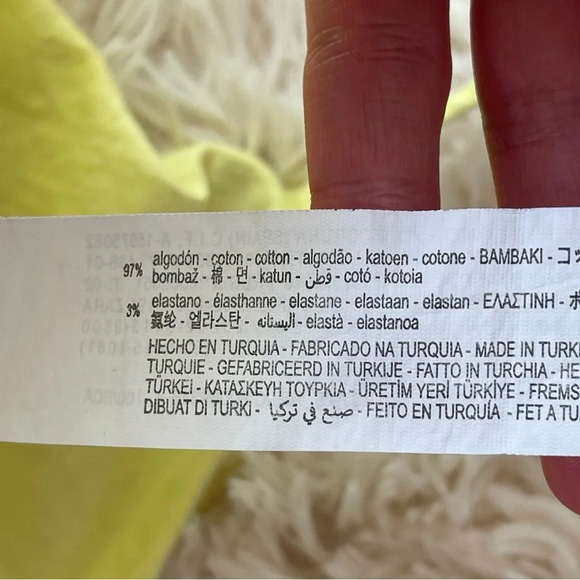 97% algodón - coton - cotton - algodão - katoen - cotone - BAMBAKI -
bombaž - 棉 - 면 - katun - قطن - cotó - kotoia
3% elastano - élasthanne - elastane - elastaan - elastan - ΕΛΑΣΤΙΝΗ -
氨纶 - 엘라스탄 - اليستانه - elastà - elastanoa
HECHO EN TURQUIA - FABRICADO NA TURQUIA - MADE IN
TURQUIE - GEFABRICEERD IN TURKIJE - FATTO IN TURCHIA -
TÜRKEI - ΚΑΤΑΣΚΕΥΗ ΤΟΥΡΚΙΑ - ÜRETİM YERİ TÜRKİYE -
DIBUAT DI TURKI - صنع في تركيا - FEITO EN TURQUÍA - FET A